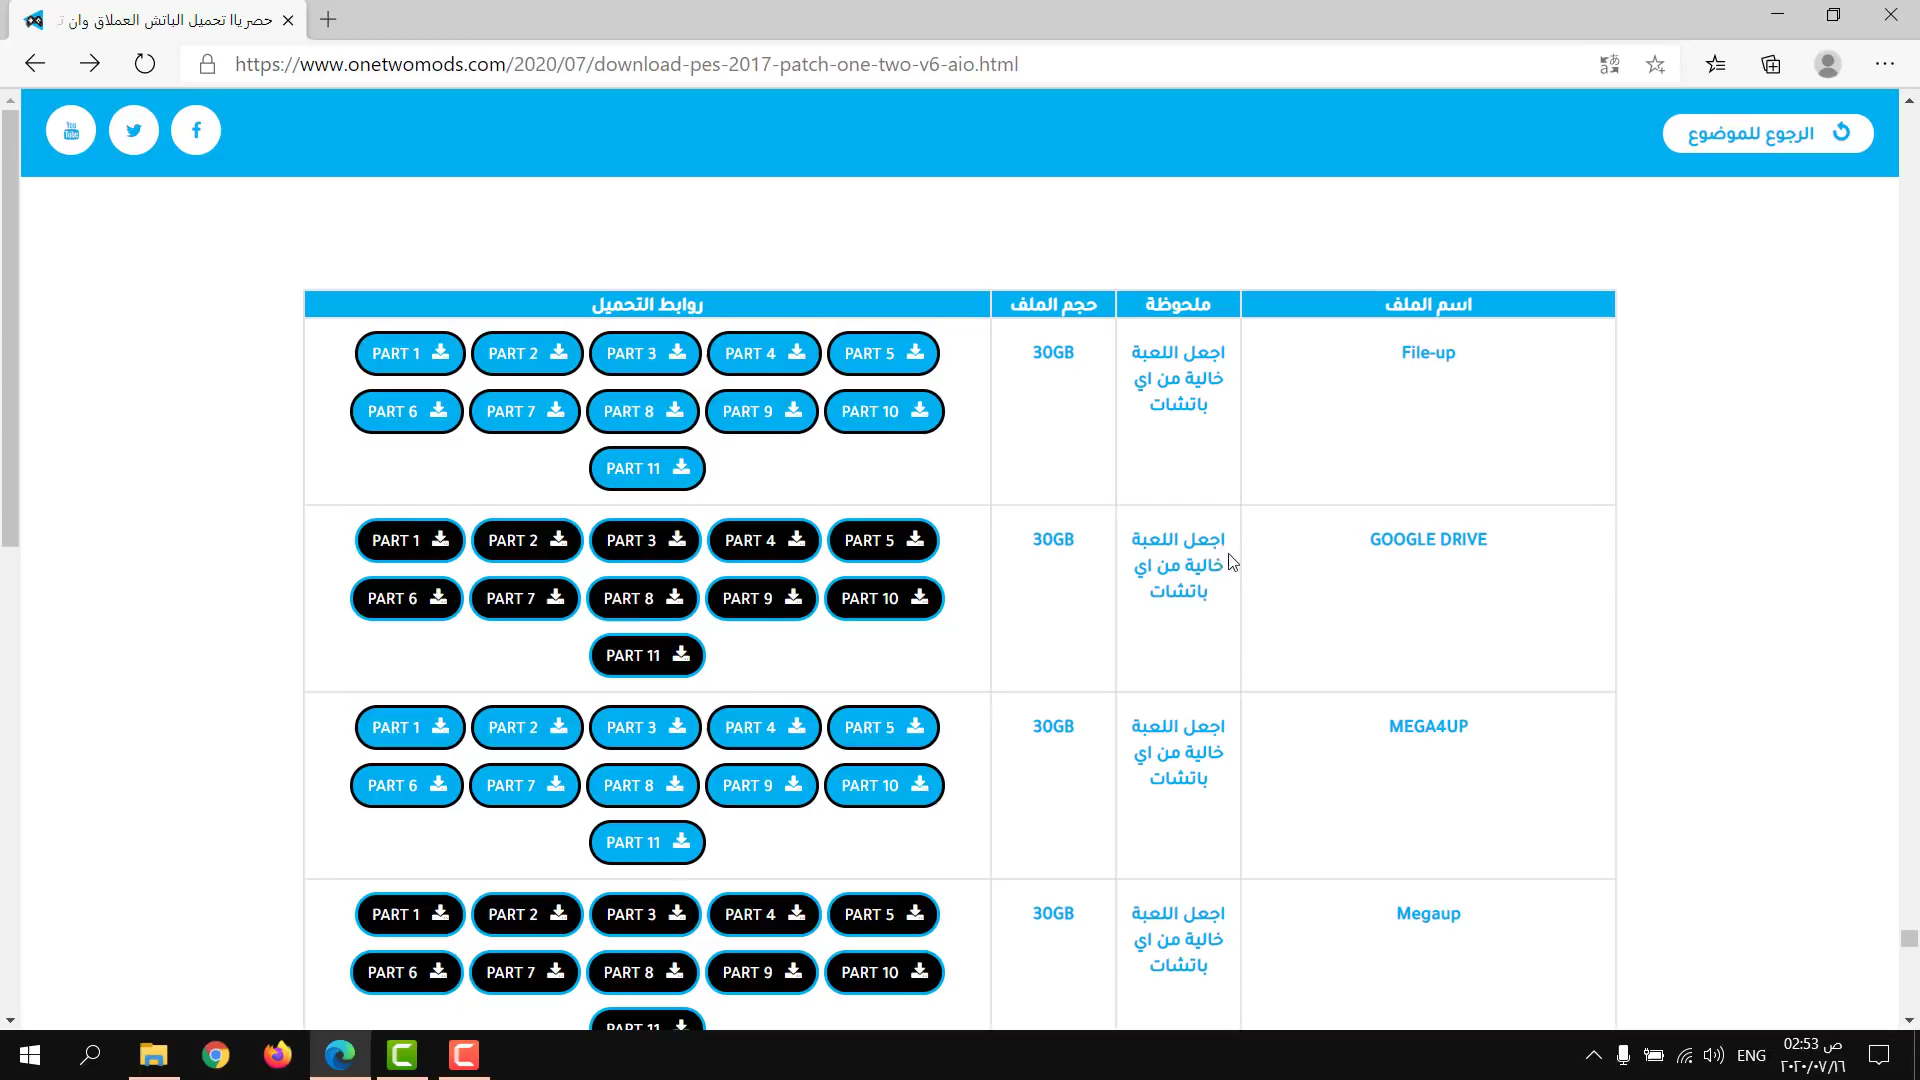 حصريا! تحميل الباتش العملاق وان ت
https://www.onetwomods.com/2020/07/download-pes-2017-patch-one-two-v6-aio.html
You Tube
الرجوع للموضوع
اسم الملف ملحوظة حجم الملف روابط التحميل
PART 1 PART 2 PART 3 PART 4 PART 5
PART 6 PART 7 PART 8 PART 9 PART 10
PART 11
30GB
اجعل اللعبة
خالية من اي
باتشات
File-up
PART 1 PART 2 PART 3 PART 4 PART 5
PART 6 PART 7 PART 8 PART 9 PART 10
PART 11
30GB
اجعل اللعبة
خالية من اي
باتشات
GOOGLE DRIVE
PART 1 PART 2 PART 3 PART 4 PART 5
PART 6 PART 7 PART 8 PART 9 PART 10
PART 11
30GB
اجعل اللعبة
خالية من اي
باتشات
MEGA4UP
PART 1 PART 2 PART 3 PART 4 PART 5
PART 6 PART 7 PART 8 PART 9 PART 10
PART 11
30GB
اجعل اللعبة
خالية من اي
باتشات
Megaup
ENG
02:53 ص
٢٠٢٠/٠٧/١٦